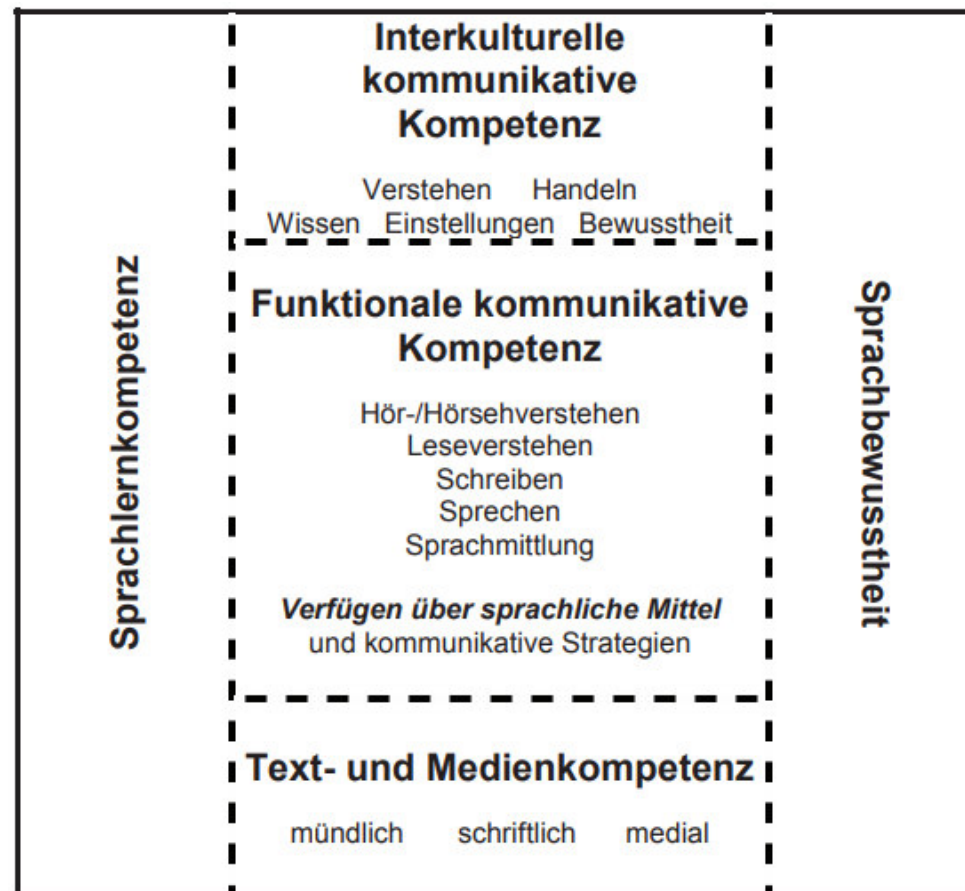 Interkulturelle
kommunikative
Kompetenz
Verstehen Handeln
Wissen Einstellungen Bewusstheit
Sprachlernkompetenz
Funktionale kommunikative
Kompetenz
Hör-/Hörsehverstehen
Leseverstehen
Schreiben
Sprechen
Sprachmittlung
Verfügen über sprachliche Mittel
und kommunikative Strategien
Sprachbewusstheit
Text- und Medienkompetenz
mündlich schriftlich medial